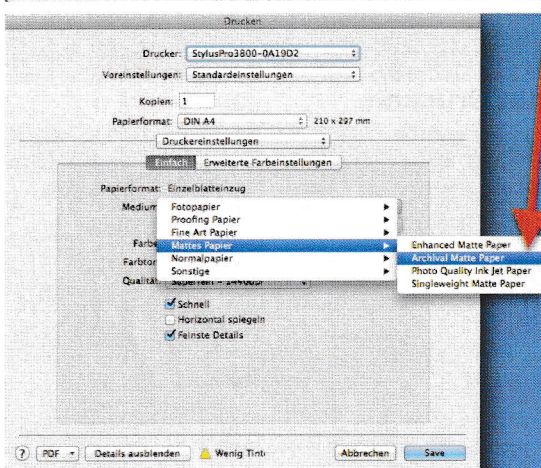 Drucken
Drucker: StylusPro3800-0A19D2
Voreinstellungen: Standardeinstellungen
Kopien: 1
Papierformat: DIN A4 210 x 297 mm
Druckereinstellungen
Einfach Erweiterte Farbeinstellungen
Papierformat: Einzelblatteinzug
Medium
Fotopapier
Proofing Papier
Fine Art Papier
Mattes Papier
Normalpapier
Sonstige
Enhanced Matte Paper
Archival Matte Paper
Photo Quality Ink Jet Paper
Singleweight Matte Paper
Farbe
Farbtor
Qualität
Schnell
Horizontal spiegeln
Feinste Details
? PDF Details ausblenden Wenig Tint Abbrechen Save